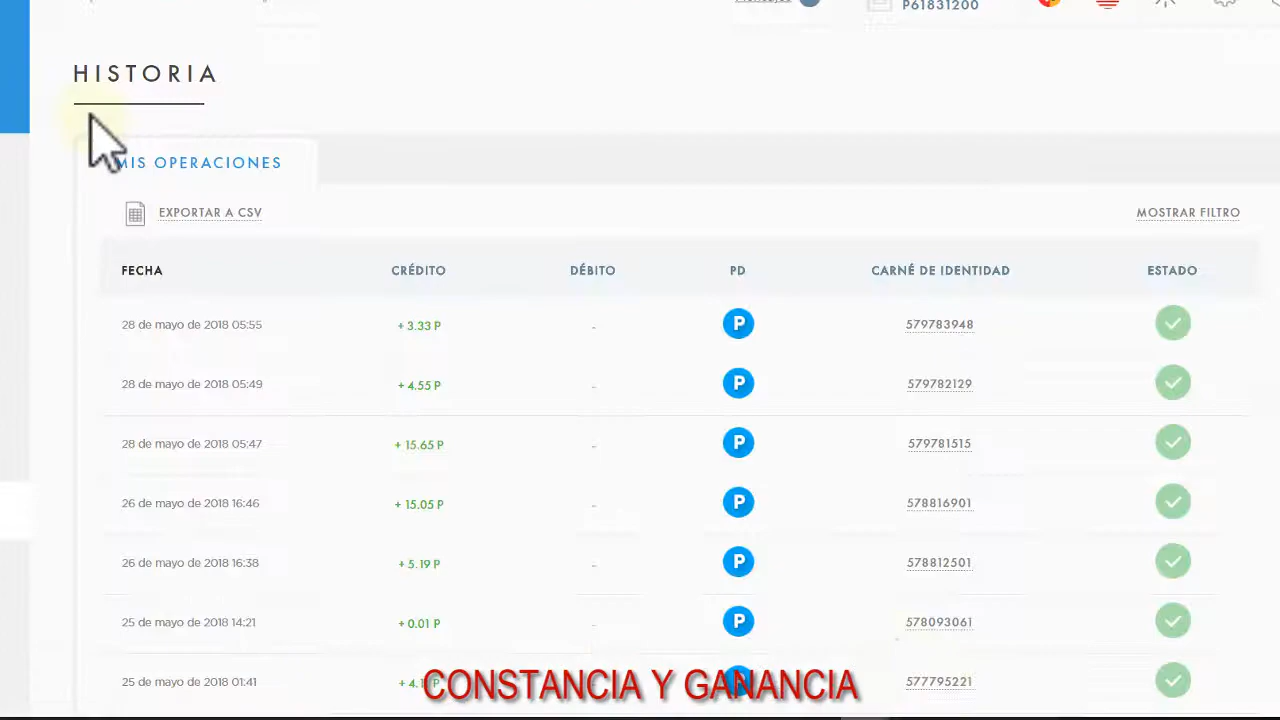 P61831200
HISTORIA
MIS OPERACIONES
EXPORTAR A CSV
MOSTRAR FILTRO
FECHA CRÉDITO DÉBITO PD CARNÉ DE IDENTIDAD ESTADO
28 de mayo de 2018 05:55 + 3.33 P - P 579783948
28 de mayo de 2018 05:49 + 4.55 P - P 579782129
28 de mayo de 2018 05:47 + 15.65 P - P 579781515
26 de mayo de 2018 16:46 + 15.05 P - P 578816901
26 de mayo de 2018 16:38 + 5.19 P - P 578812501
25 de mayo de 2018 14:21 + 0.01 P - P 578093061
25 de mayo de 2018 01:41 577795221
CONSTANCIA Y GANANCIA